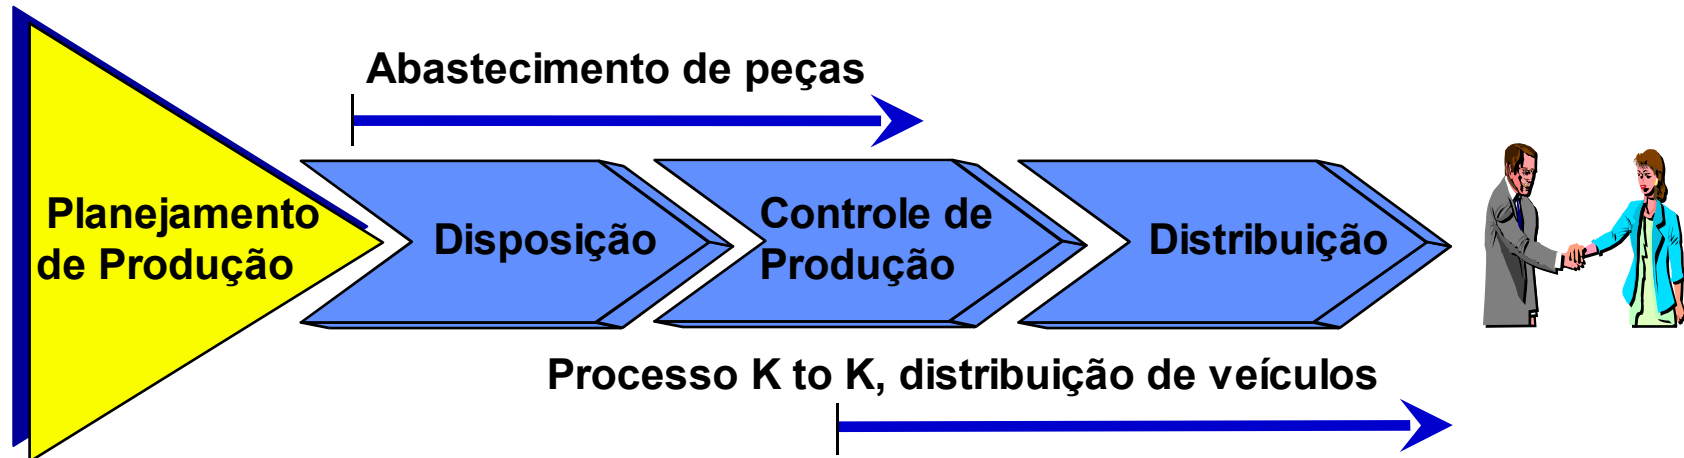 Abastecimento de peças
Planejamento
de Produção
Disposição
Controle de
Produção
Distribuição
Processo K to K, distribuição de veículos